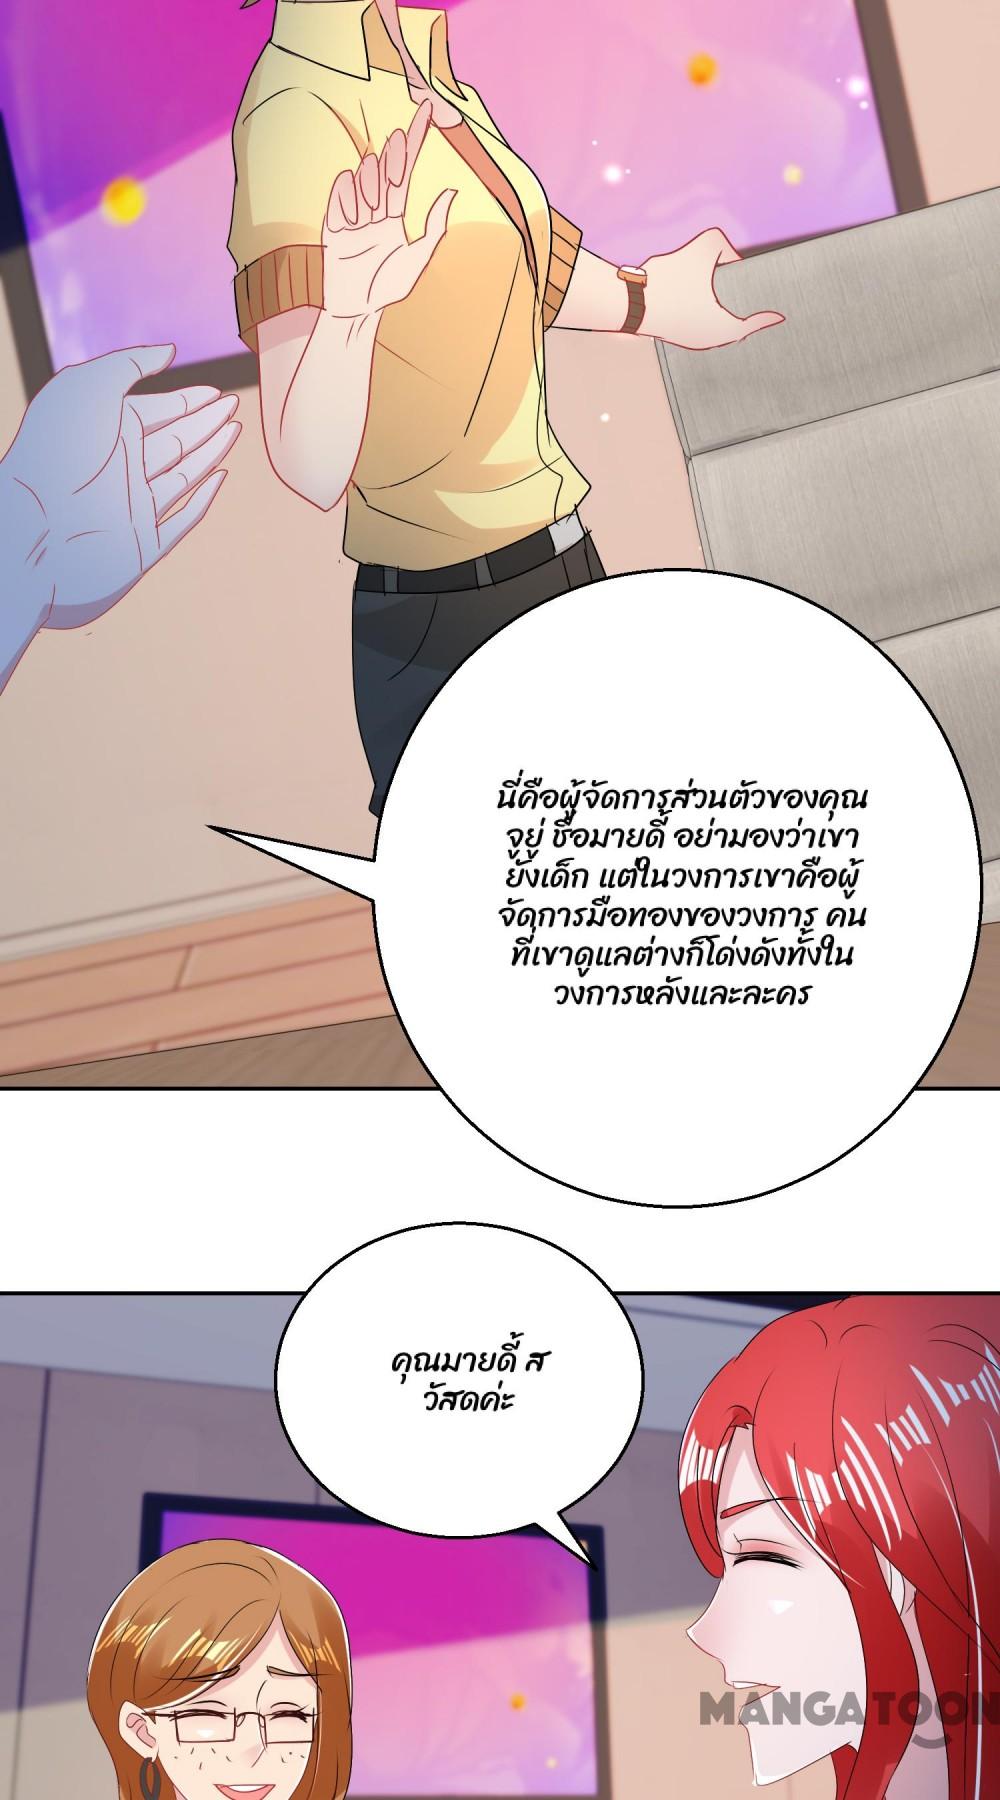 นี่คือผู้จัดการส่วนตัวของคุณ
จูยู่ ชื่อมายดี้ อย่ามองว่าเขา
ยังเด็ก แต่ในวงการเขาคือผู้
จัดการมือทองของวงการ คน
ที่เขาดูแลต่างก็โด่งดังทั้งใน
วงการหลังและละคร
คุณมายดี้ ส
วัสดค่ะ
MANGATOON